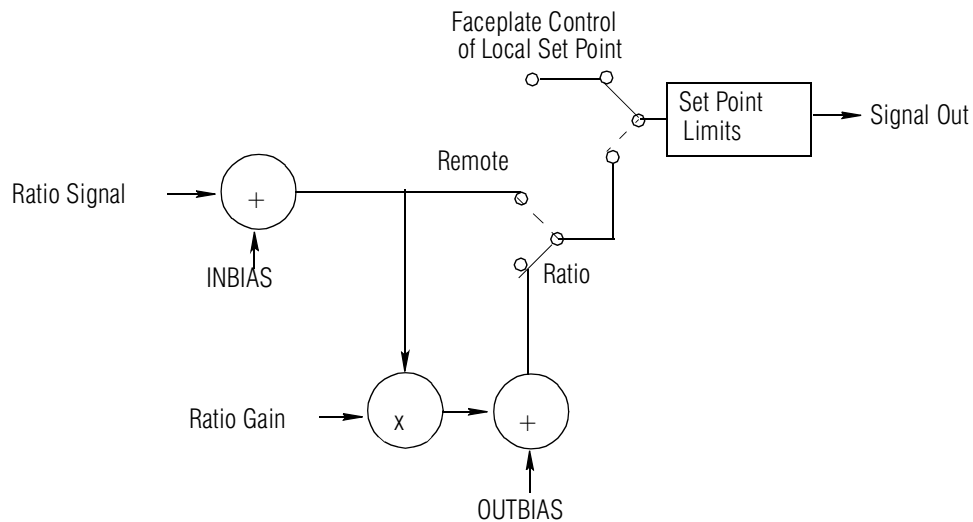 Faceplate Control
of Local Set Point
Set Point
Limits
Signal Out
Remote
Ratio Signal
+
INBIAS
Ratio
Ratio Gain
x
+
OUTBIAS